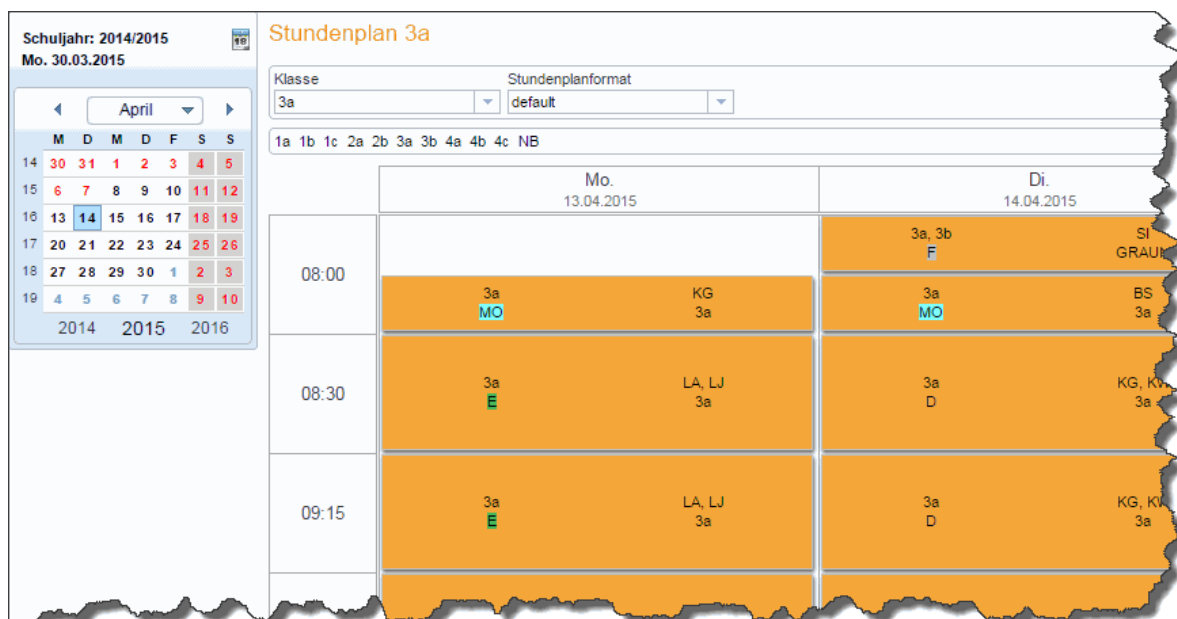 Schuljahr: 2014/2015
Mo. 30.03.2015
18
April
M D M D F S S
14 30 31 1 2 3 4 5
15 6 7 8 9 10 11 12
16 13 14 15 16 17 18 19
17 20 21 22 23 24 25 26
18 27 28 29 30 1 2 3
19 4 5 6 7 8 9 10
2014 2015 2016
Stundenplan 3a
Klasse Stundenplanformat
3a default
1a 1b 1c 2a 2b 3a 3b 4a 4b 4c NB
Mo. Di.
13.04.2015 14.04.2015
08:00
3a, 3b SI
F
3a KG 3a BS
MO 3a MO 3a
08:30
3a LA, LJ 3a KG,
E 3a D 3a
09:15
3a LA, LJ 3a KG,
E 3a D 3a